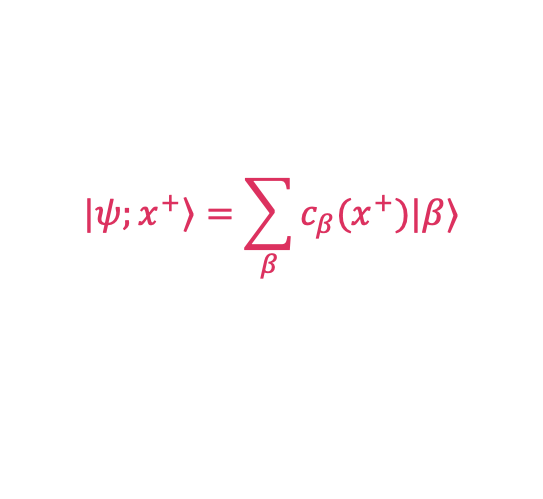 |ψ; x⁺⟩ = ∑_β c_β(x⁺)|β⟩